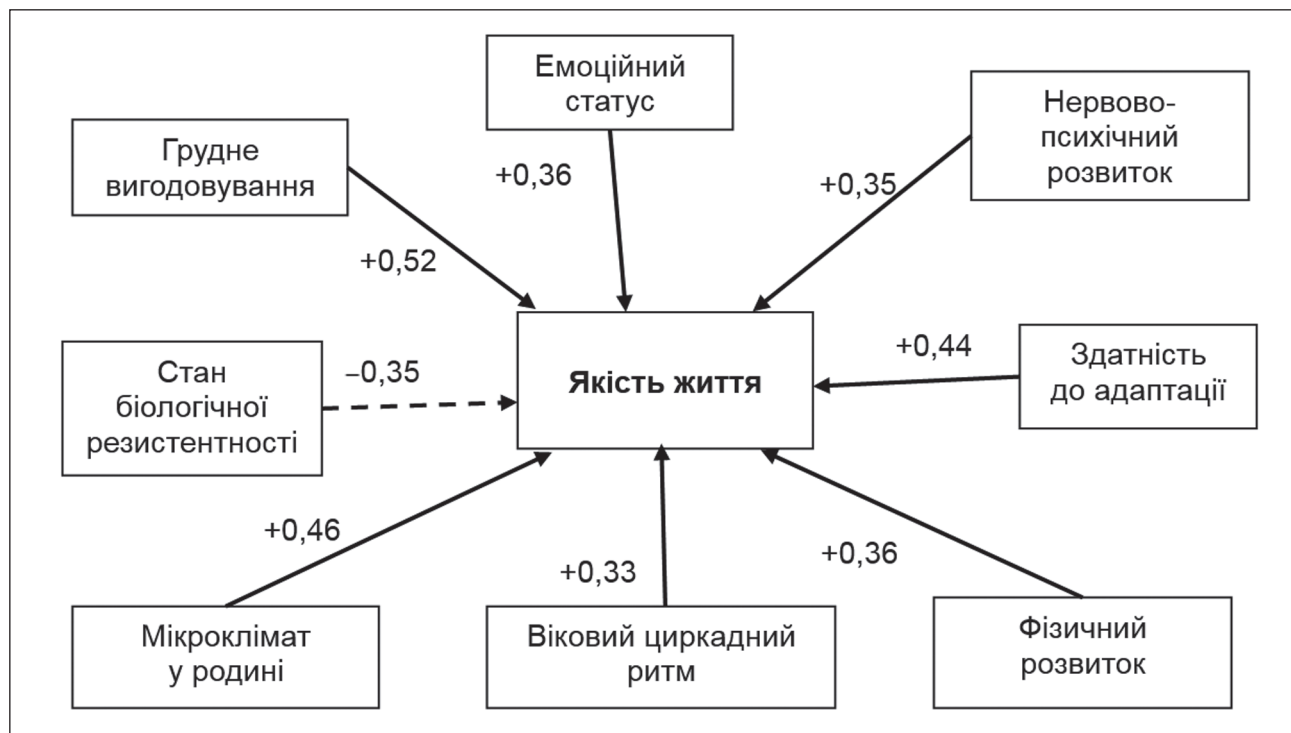 Емоційний
статус
Нервово-
психічний
розвиток
Грудне
вигодовування
+0,36
+0,35
+0,52
Стан
біологічної
резистентності
–0,35
Якість життя
+0,44
Здатність
до адаптації
+0,46
+0,33
+0,36
Мікроклімат
у родині
Віковий циркадний
ритм
Фізичний
розвиток